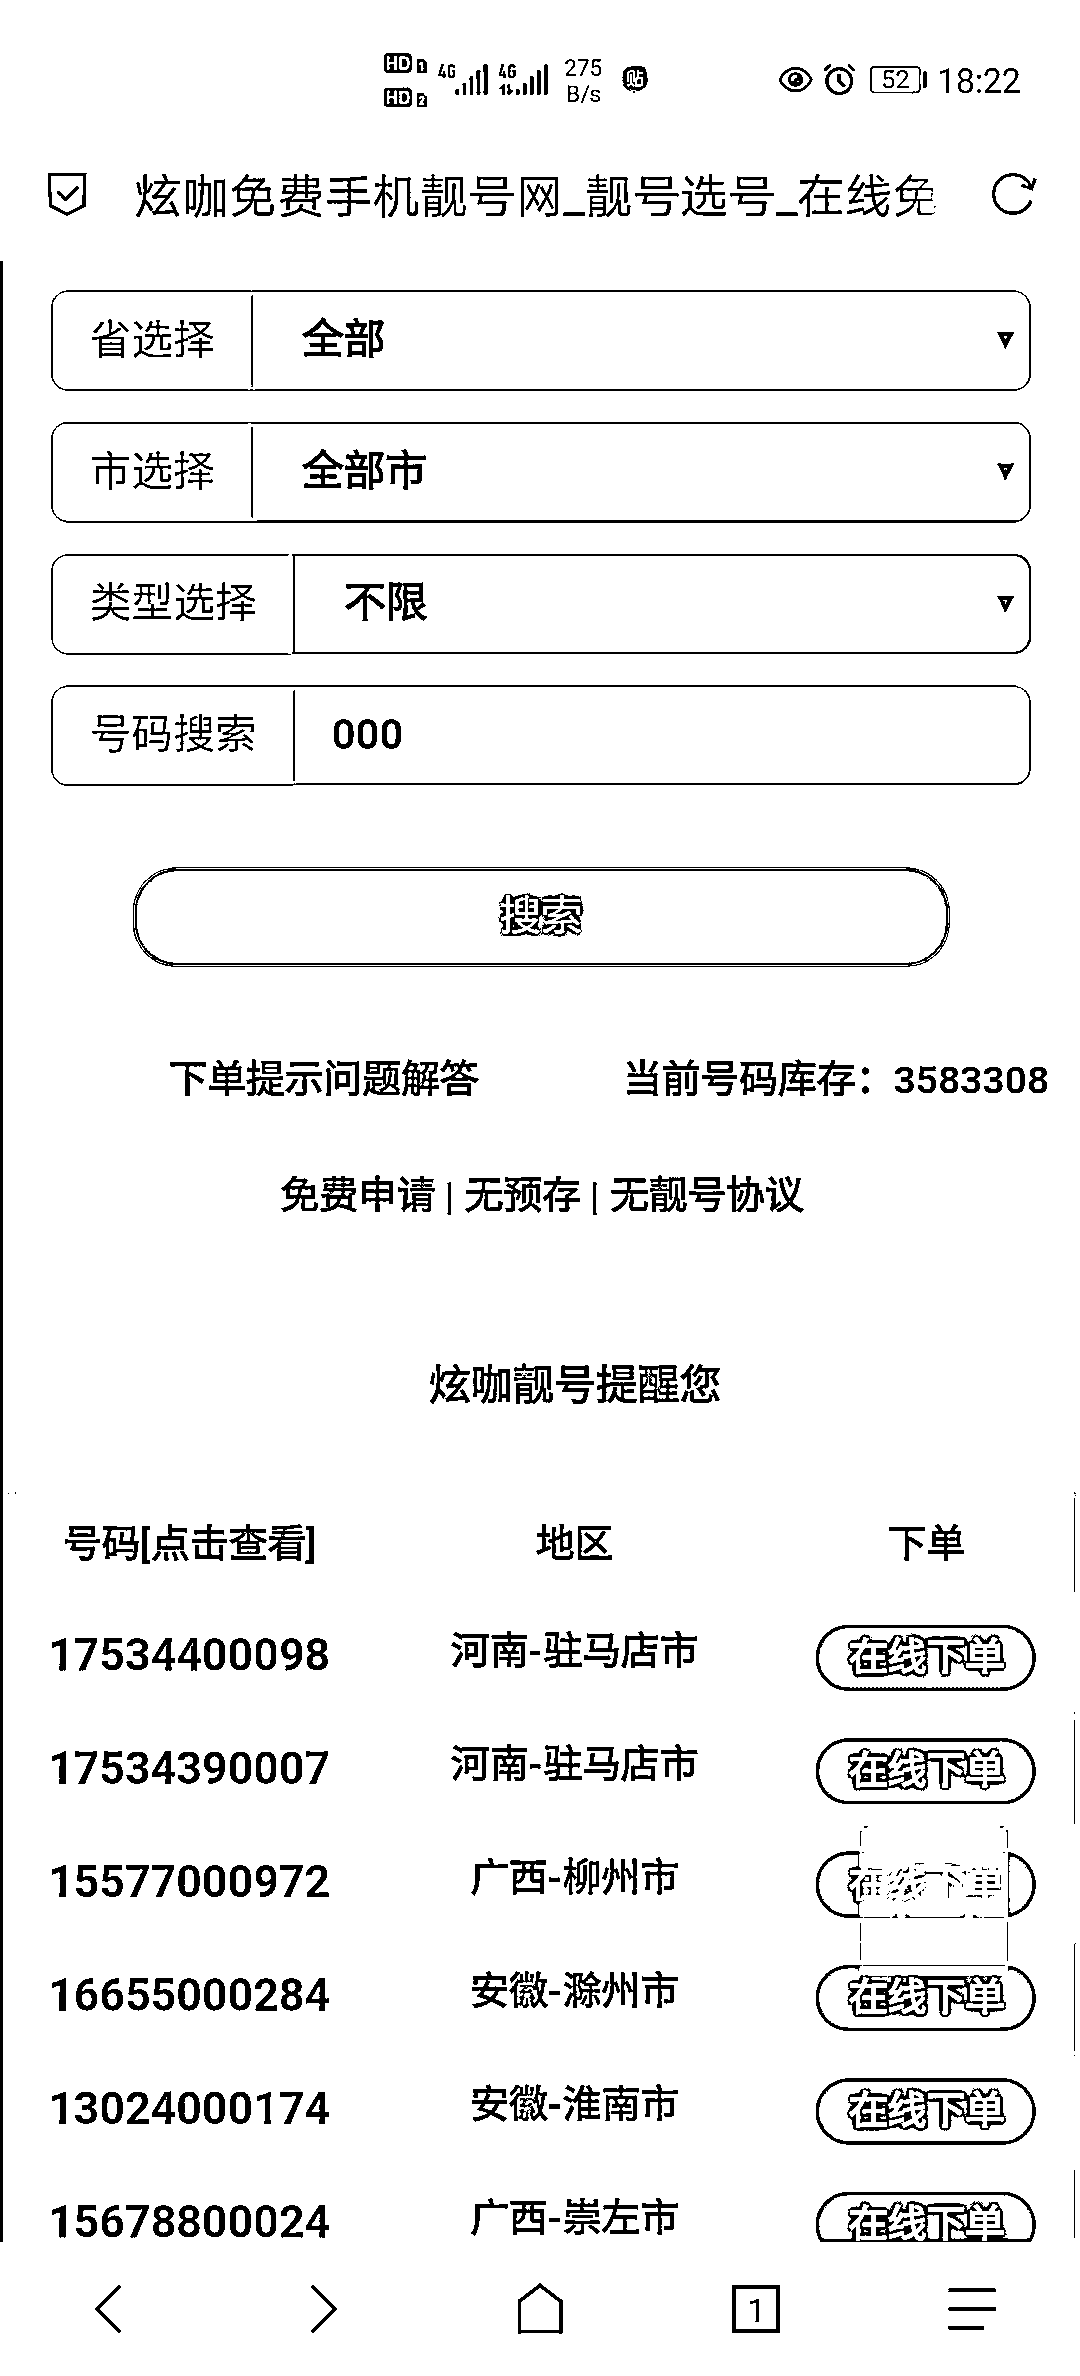 HD 1 4G 4G 275 B/s 52 18:22
HD 2
炫咖免费手机靓号网_靓号选号_在线免
省选择 全部
市选择 全部市
类型选择 不限
号码搜索 000
搜索
下单提示问题解答 当前号码库存：3583308
免费申请 | 无预存 | 无靓号协议
炫咖靓号提醒您
号码[点击查看] 地区 下单
17534400098 河南-驻马店市 在线下单
17534390007 河南-驻马店市 在线下单
15577000972 广西-柳州市 在线下单
16655000284 安徽-滁州市 在线下单
13024000174 安徽-淮南市 在线下单
15678800024 广西-崇左市 在线下单
1